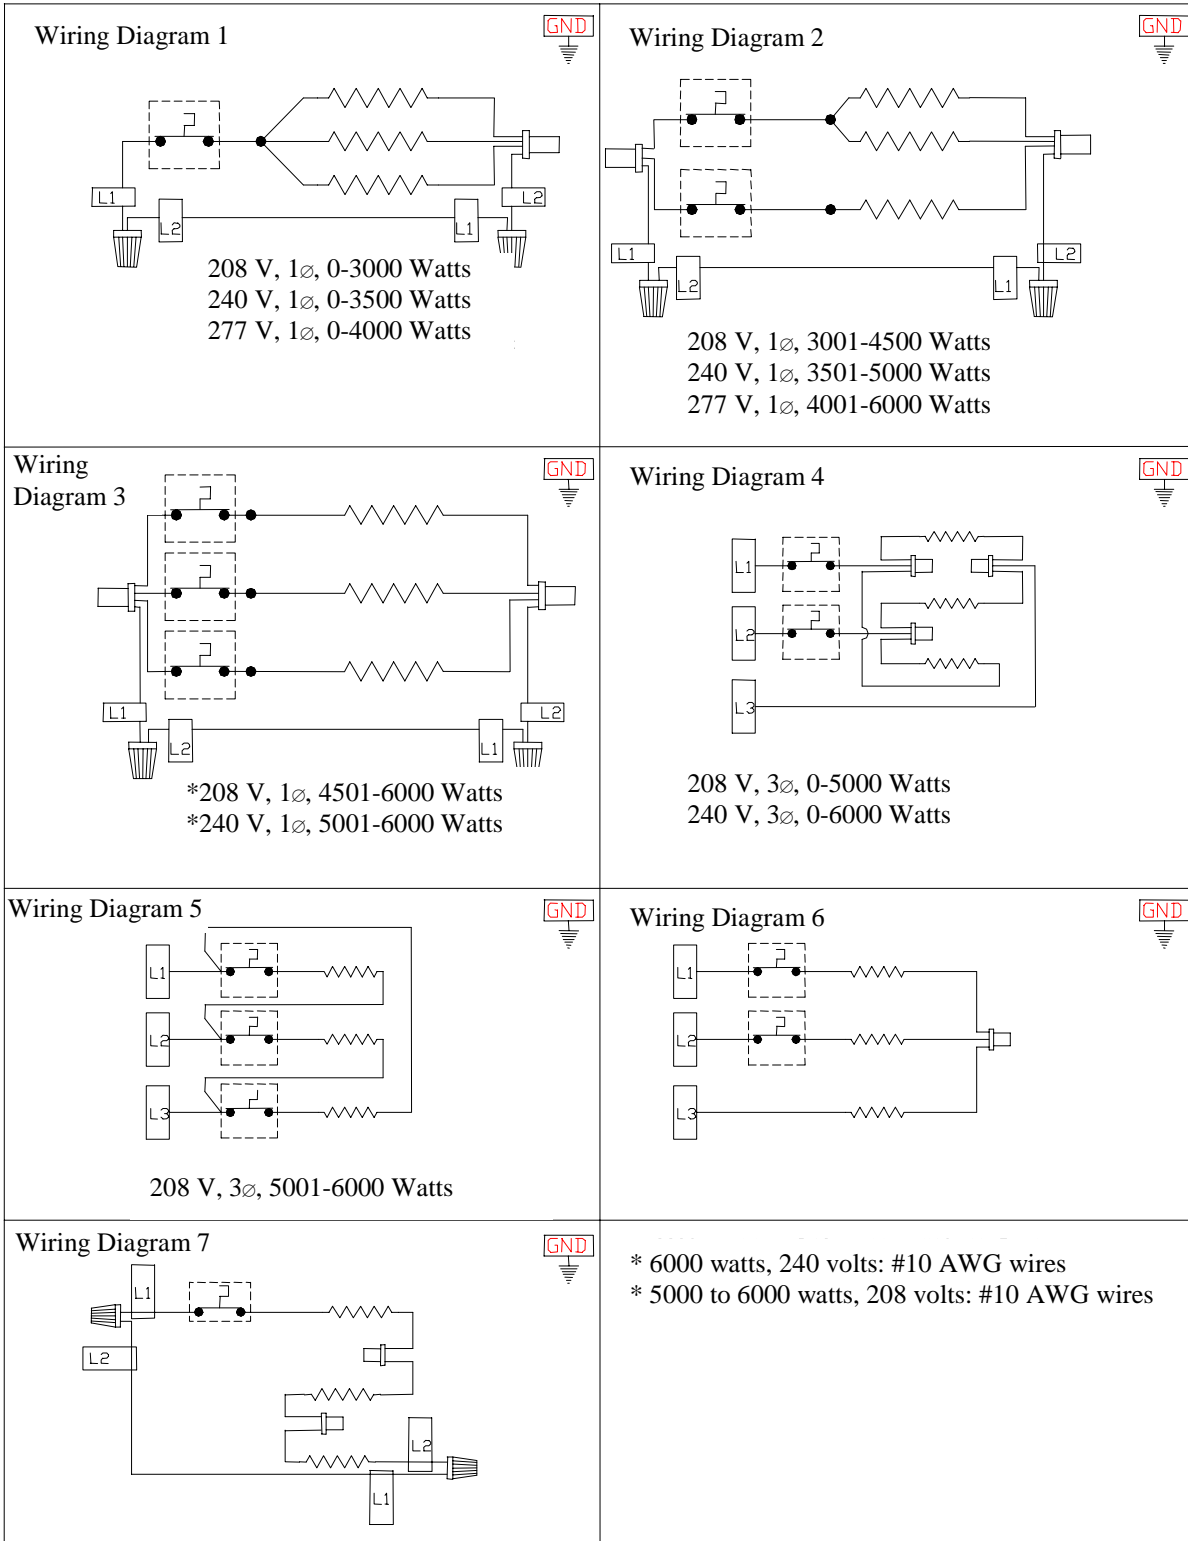 Wiring Diagram 1
GND
L1
L2
L2
L1
208 V, 1∅, 0-3000 Watts
240 V, 1∅, 0-3500 Watts
277 V, 1∅, 0-4000 Watts
Wiring Diagram 2
GND
L1
L2
L2
L1
208 V, 1∅, 3001-4500 Watts
240 V, 1∅, 3501-5000 Watts
277 V, 1∅, 4001-6000 Watts
Wiring
Diagram 3
GND
L1
L2
L2
L1
*208 V, 1∅, 4501-6000 Watts
*240 V, 1∅, 5001-6000 Watts
Wiring Diagram 4
GND
L1
L2
L3
208 V, 3∅, 0-5000 Watts
240 V, 3∅, 0-6000 Watts
Wiring Diagram 5
GND
L1
L2
L3
208 V, 3∅, 5001-6000 Watts
Wiring Diagram 6
GND
L1
L2
L3
Wiring Diagram 7
GND
L1
L2
L2
L1
* 6000 watts, 240 volts: #10 AWG wires
* 5000 to 6000 watts, 208 volts: #10 AWG wires